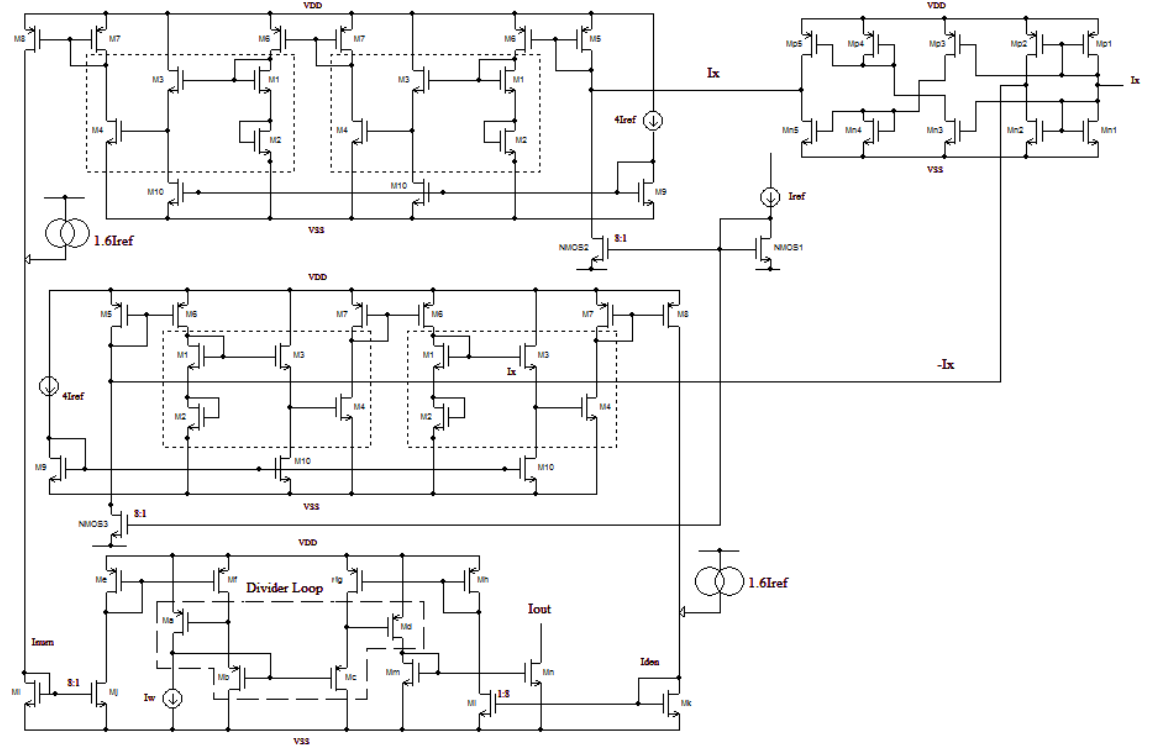 VDD
VDD
M8
M7
M6
M7
M6
M5
Mp5
Mp4
Mp3
Mp2
Mp1
M3
M1
M3
M1
Ix
Ix
M4
M2
M4
M2
4Iref
Mn5
Mn4
Mn3
Mn2
Mn1
VSS
M10
M10
M9
Iref
1.6Iref
VSS
NMOS2
8:1
NMOS1
VDD
M5
M6
M7
M6
M7
M8
M1
M3
M1
M3
Ix
-Ix
4Iref
M2
M4
M2
M4
M9
M10
M10
VSS
NMOS3
8:1
VDD
Me
Mf
Divider Loop
Mh
1.6Iref
Iout
Ma
Md
Inum
Iden
Mb
Mc
Mm
Mn
8:1
1:8
Mi
Mj
Iw
Ml
Mk
VSS